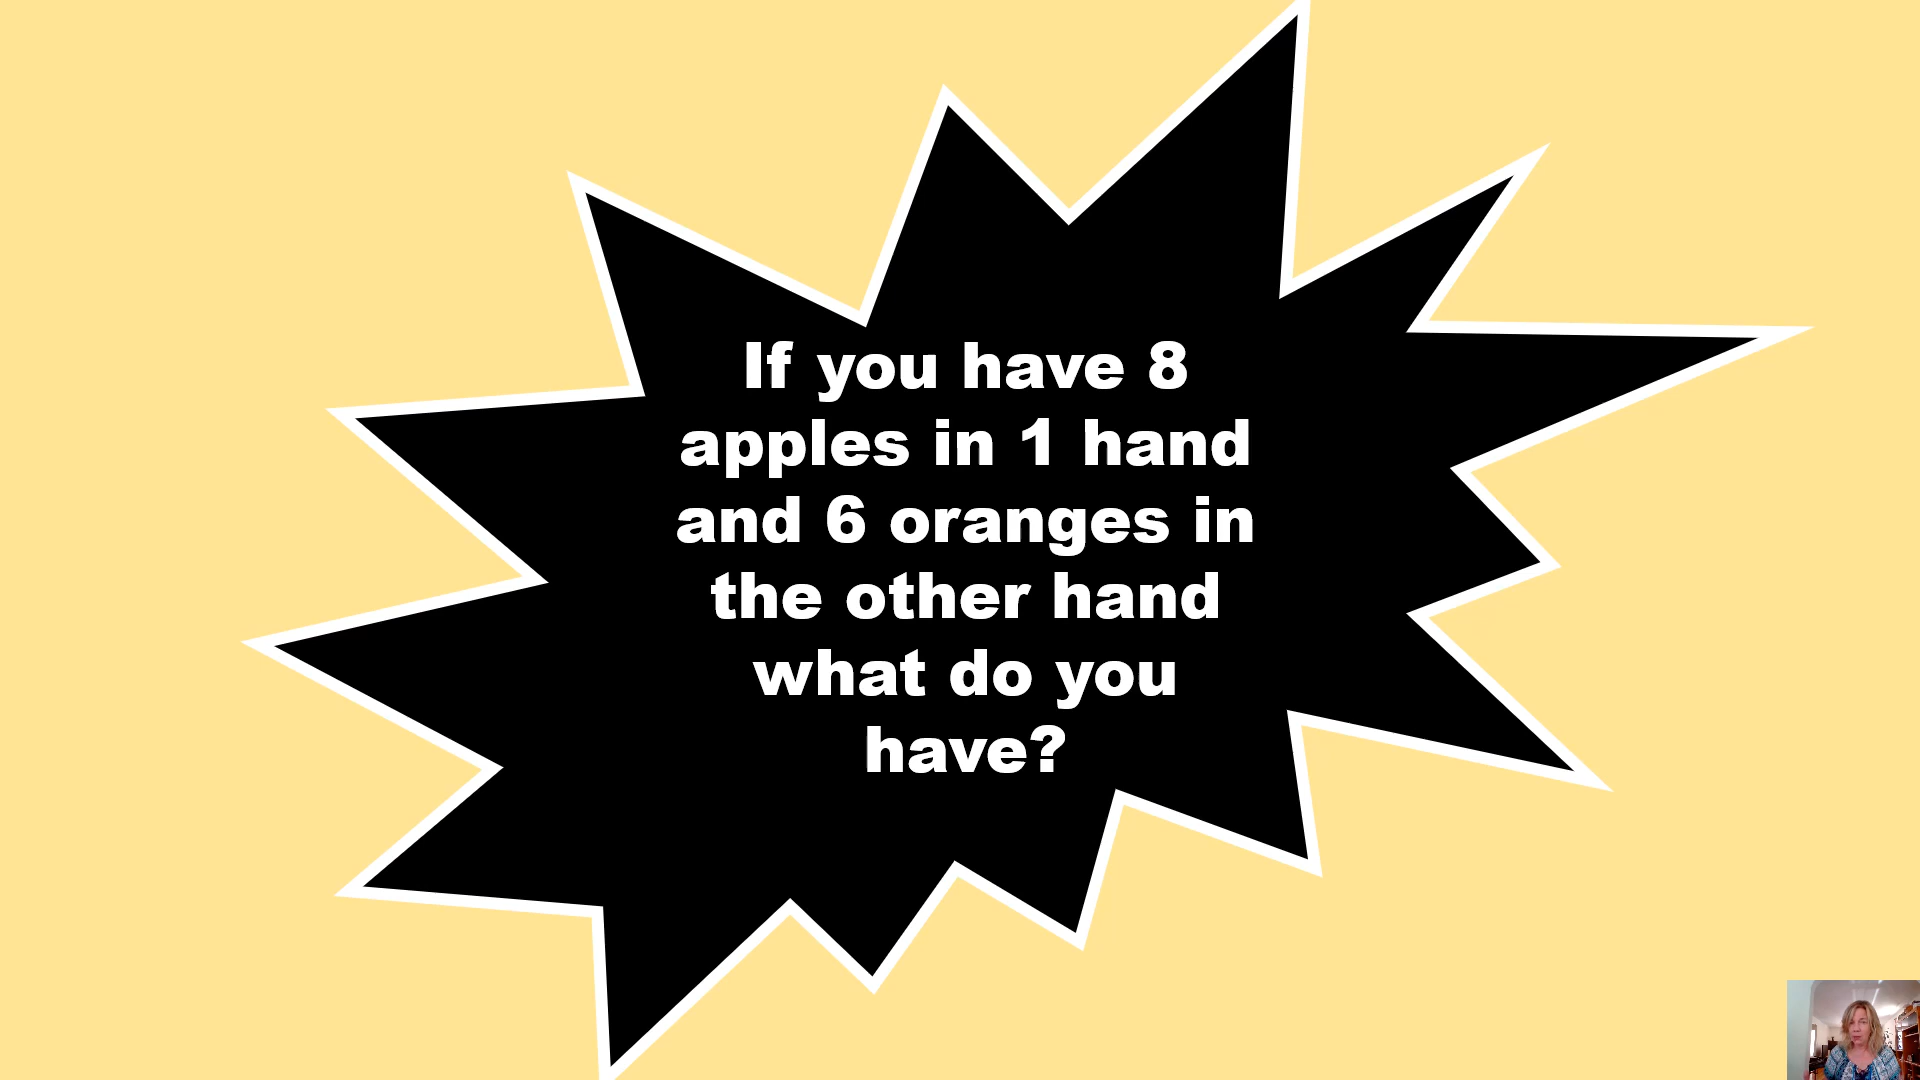 If you have 8
apples in 1 hand
and 6 oranges in
the other hand
what do you
have?